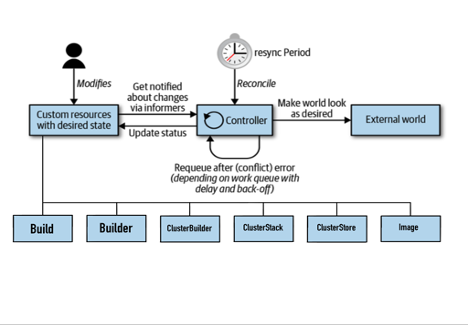 resync Period
Modifies
Reconcile
Get notified
about changes
via informers
Custom resources
with desired state
Update status
Controller
Make world look
as desired
External world
Requeue after (conflict) error
(depending on work queue with
delay and back-off)
Build
Builder
ClusterBuilder
ClusterStack
ClusterStore
Image